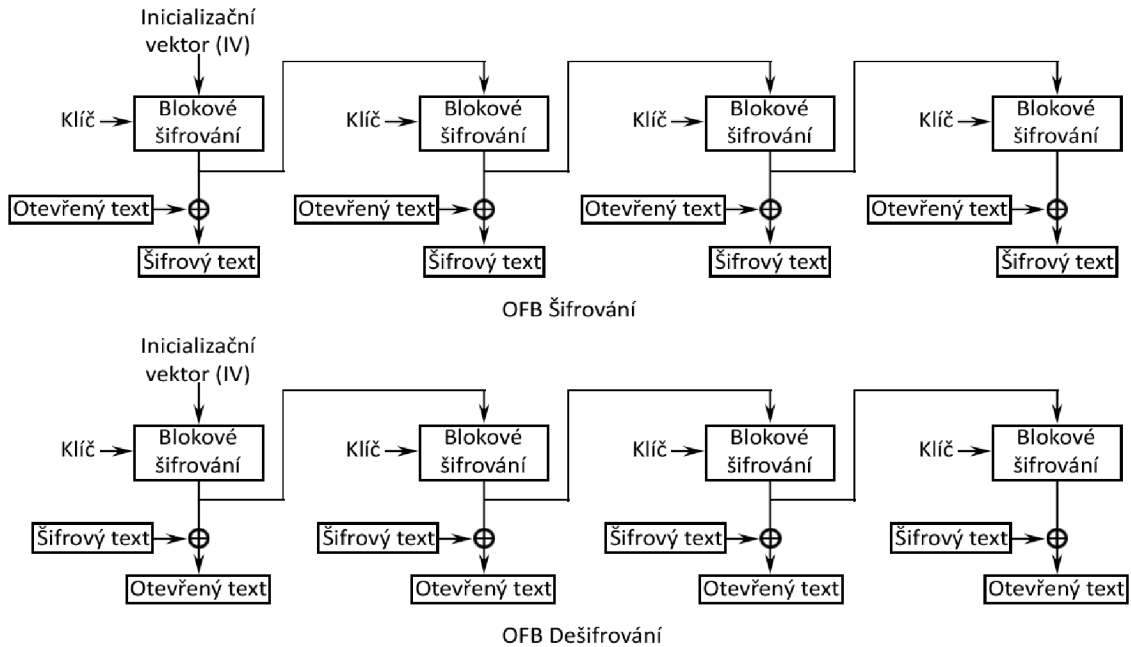 Inicializační
vektor (IV)
Klíč
Blokové
šifrování
Klíč
Blokové
šifrování
Klíč
Blokové
šifrování
Klíč
Blokové
šifrování
Otevřený text
Otevřený text
Otevřený text
Otevřený text
Šifrový text
Šifrový text
Šifrový text
Šifrový text
OFB Šifrování
Inicializační
vektor (IV)
Klíč
Blokové
šifrování
Klíč
Blokové
šifrování
Klíč
Blokové
šifrování
Klíč
Blokové
šifrování
Šifrový text
Šifrový text
Šifrový text
Šifrový text
Otevřený text
Otevřený text
Otevřený text
Otevřený text
OFB Dešifrování